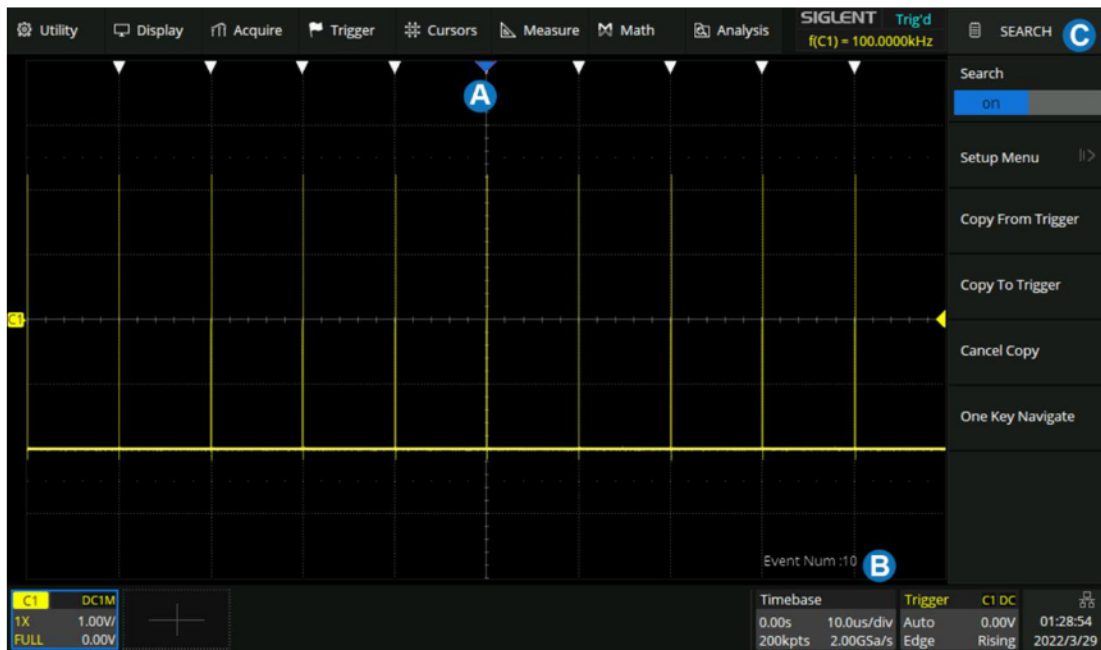 Utility Display Acquire Trigger Cursors Measure Math Analysis SIGLENT Trig'd SEARCH C
f(C1) = 100.0000kHz
Search
A
on
Setup Menu
Copy From Trigger
Copy To Trigger
C1
Cancel Copy
One Key Navigate
Event Num :10 B
C1 DC1M Timebase Trigger C1 DC
1X 1.00V/ 0.00s 10.0us/div Auto 0.00V 01:28:54
FULL 0.00V 200kpts 2.00GSa/s Edge Rising 2022/3/29